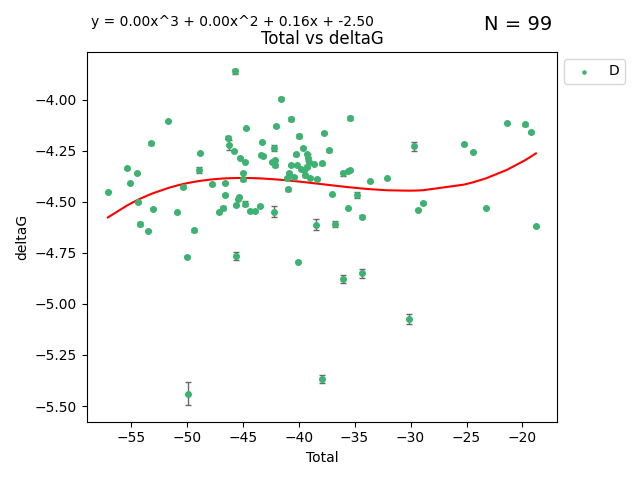 y = 0.00x^3 + 0.00x^2 + 0.16x + -2.50
N = 99
Total vs deltaG
D
−4.00
−4.25
−4.50
−4.75
−5.00
−5.25
−5.50
deltaG
−55 −50 −45 −40 −35 −30 −25 −20
Total